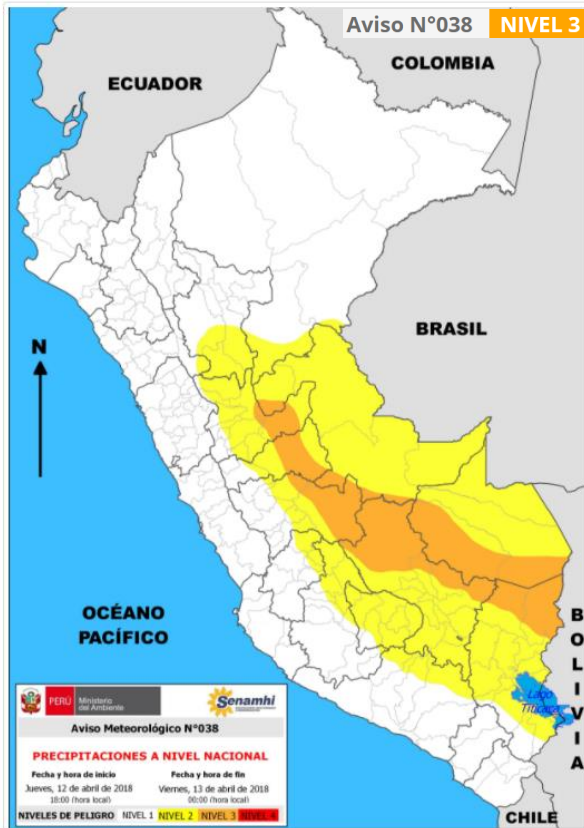 Aviso N°038 NIVEL 3
ECUADOR
COLOMBIA
BRASIL
N
OCÉANO
PACÍFICO
BOLIVIA
Lago
Titicaca
CHILE
PERÚ Ministerio
del Ambiente
Senamhi
Aviso Meteorológico N°038
PRECIPITACIONES A NIVEL NACIONAL
Fecha y hora de inicio Fecha y hora de fin
Jueves, 12 de abril de 2018 Viernes, 13 de abril de 2018
18:00 (hora local) 00:00 (hora local)
NIVELES DE PELIGRO NIVEL 1 NIVEL 2 NIVEL 3 NIVEL 4